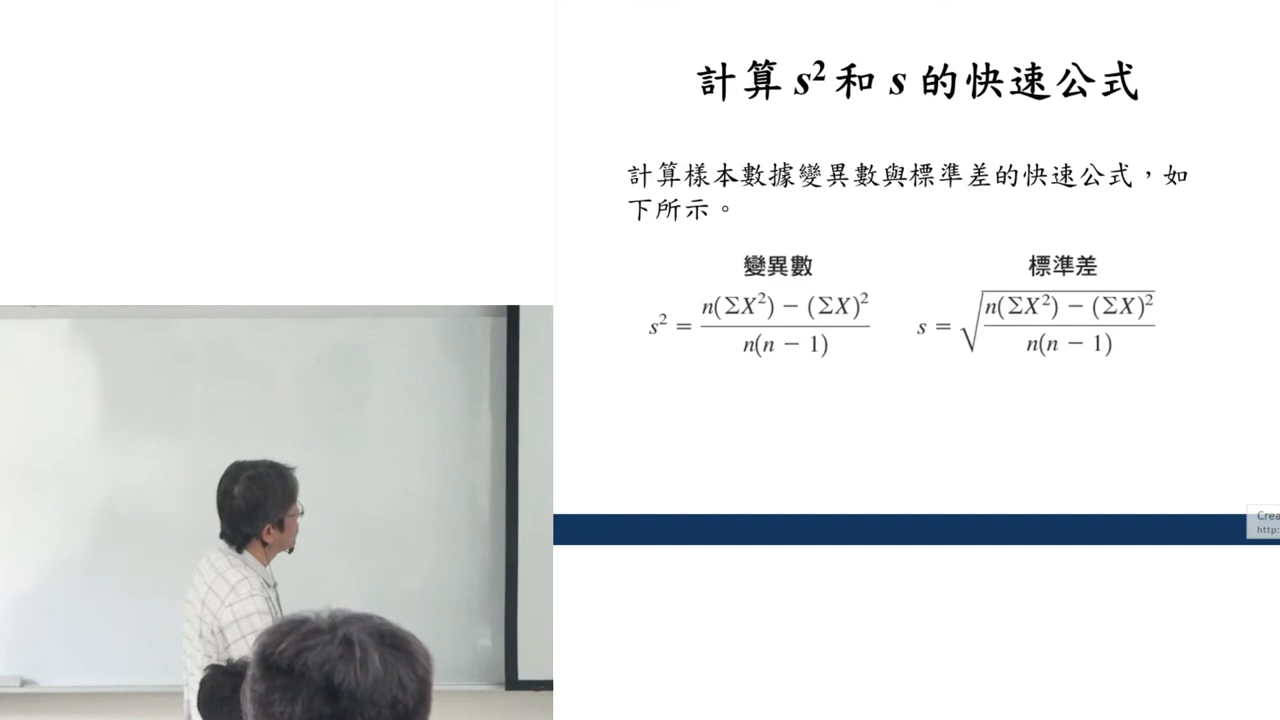 計算 s² 和 s 的快速公式
計算樣本數據變異數與標準差的快速公式，如
下所示。
變異數
s² = n(ΣX²) − (ΣX)² / n(n − 1)
標準差
s = √(n(ΣX²) − (ΣX)² / n(n − 1))
Crea
http: